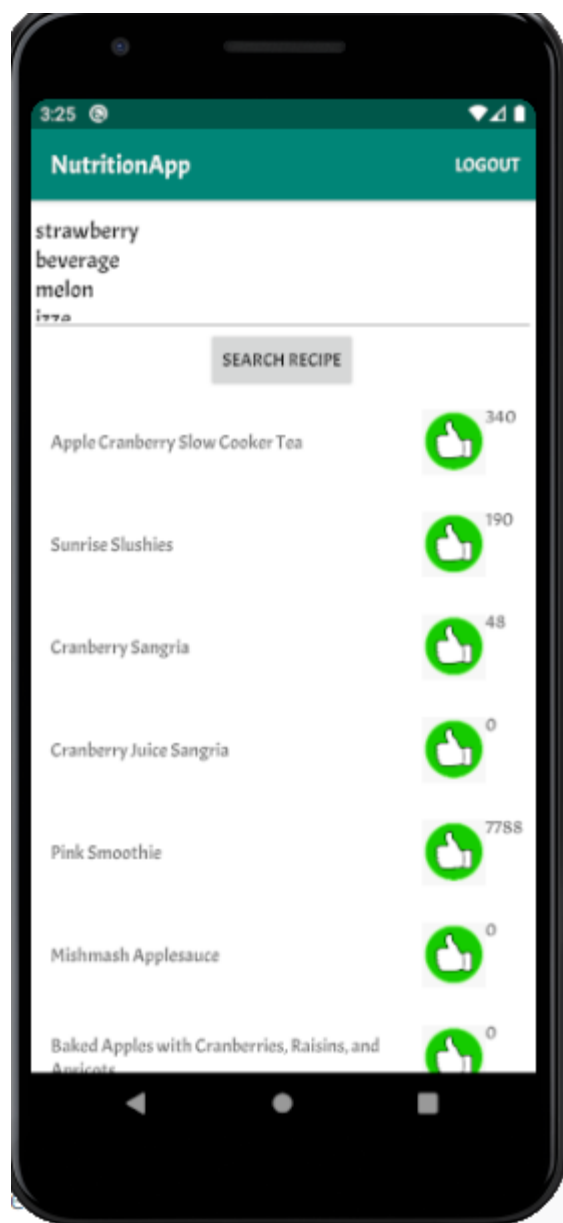 3:25
NutritionApp LOGOUT
strawberry
beverage
melon
izze
SEARCH RECIPE
Apple Cranberry Slow Cooker Tea 340
Sunrise Slushies 190
Cranberry Sangria 48
Cranberry Juice Sangria 0
Pink Smoothie 7788
Mishmash Applesauce 0
Baked Apples with Cranberries, Raisins, and 0
Apricots